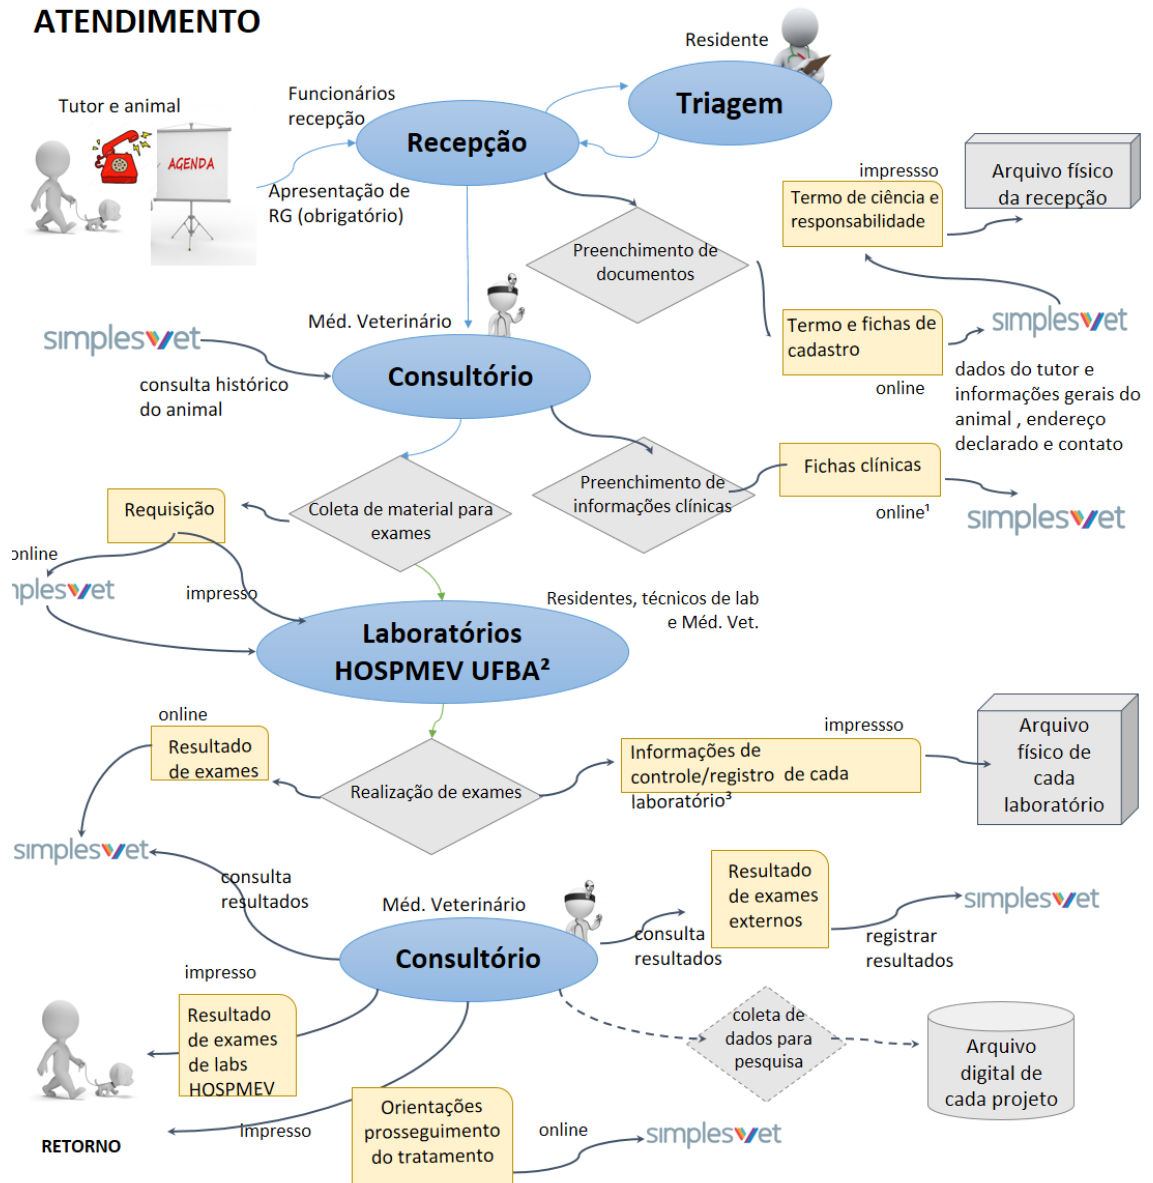 ATENDIMENTO
Residente
Triagem
Tutor e animal
AGENDA
Funcionários
recepção
Recepção
Apresentação de
RG (obrigatório)
impressso
Termo de ciência e
responsabilidade
Arquivo físico
da recepção
Preenchimento de
documentos
Termo e fichas de
cadastro
online
simplesvet
dados do tutor e
informações gerais do
animal , endereço
declarado e contato
Méd. Veterinário
simplesvet
consulta histórico
do animal
Consultório
Fichas clínicas
online¹
simplesvet
Preenchimento de
informações clínicas
Coleta de material para
exames
Requisição
online
mplesvet
impresso
Residentes, técnicos de lab
e Méd. Vet.
Laboratórios
HOSPMEV UFBA²
online
Resultado
de exames
Realização de exames
impressso
Informações de
controle/registro de cada
laboratório³
Arquivo
físico de
cada
laboratório
simplesvet
consulta
resultados
Méd. Veterinário
Consultório
consulta
resultados
Resultado
de exames
externos
registrar
resultados
simplesvet
impresso
Resultado
de exames
de labs
HOSPMEV
coleta de
dados para
pesquisa
Arquivo
digital de
cada projeto
RETORNO
Impresso
Orientações
prosseguimento
do tratamento
online
simplesvet